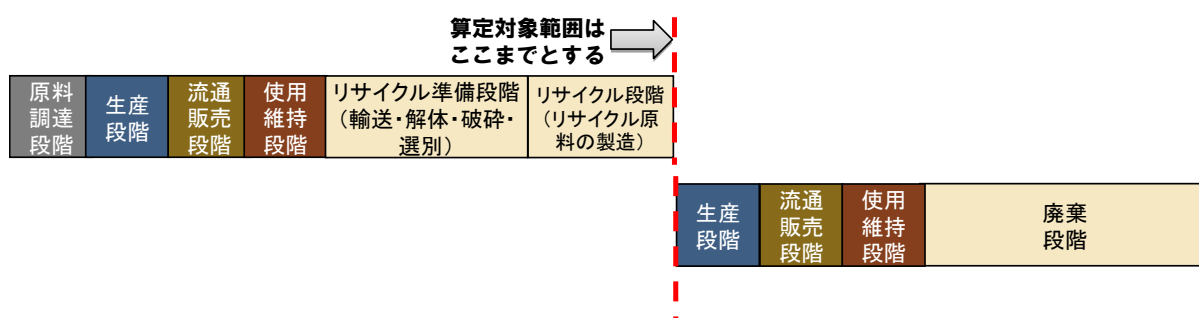 算定対象範囲は
ここまでとする
原料
調達
段階
生産
段階
流通
販売
段階
使用
維持
段階
リサイクル準備段階
（輸送・解体・破砕・
選別）
リサイクル段階
（リサイクル原
料の製造）
生産
段階
流通
販売
段階
使用
維持
段階
廃棄
段階